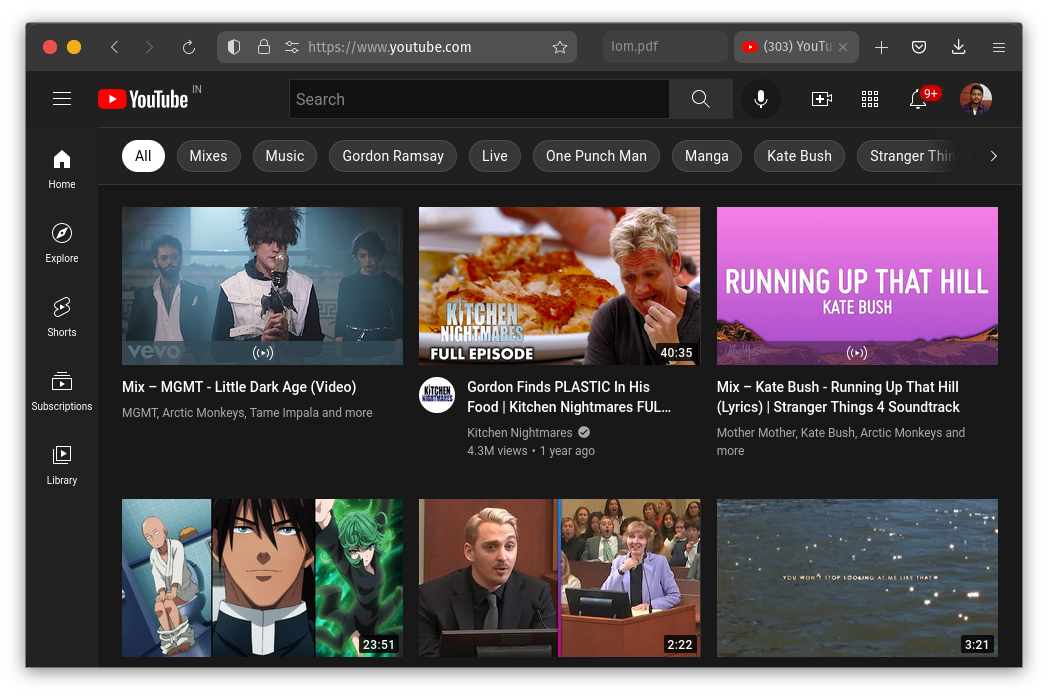 https://www.youtube.com
lom.pdf
(303) YouTu
YouTube
IN
Search
9+
All
Mixes
Music
Gordon Ramsay
Live
One Punch Man
Manga
Kate Bush
Stranger Thin
Home
Explore
Shorts
Subscriptions
Library
vevo
Mix – MGMT - Little Dark Age (Video)
MGMT, Arctic Monkeys, Tame Impala and more
KITCHEN
NIGHTMARES
FULL EPISODE
40:35
KITCHEN
NIGHTMARES
Gordon Finds PLASTIC In His
Food | Kitchen Nightmares FUL...
Kitchen Nightmares
4.3M views • 1 year ago
RUNNING UP THAT HILL
KATE BUSH
Mix – Kate Bush - Running Up That Hill
(Lyrics) | Stranger Things 4 Soundtrack
Mother Mother, Kate Bush, Arctic Monkeys and
more
23:51
2:22
YOU WON'T STOP LOOKING AT ME LIKE THAT
3:21